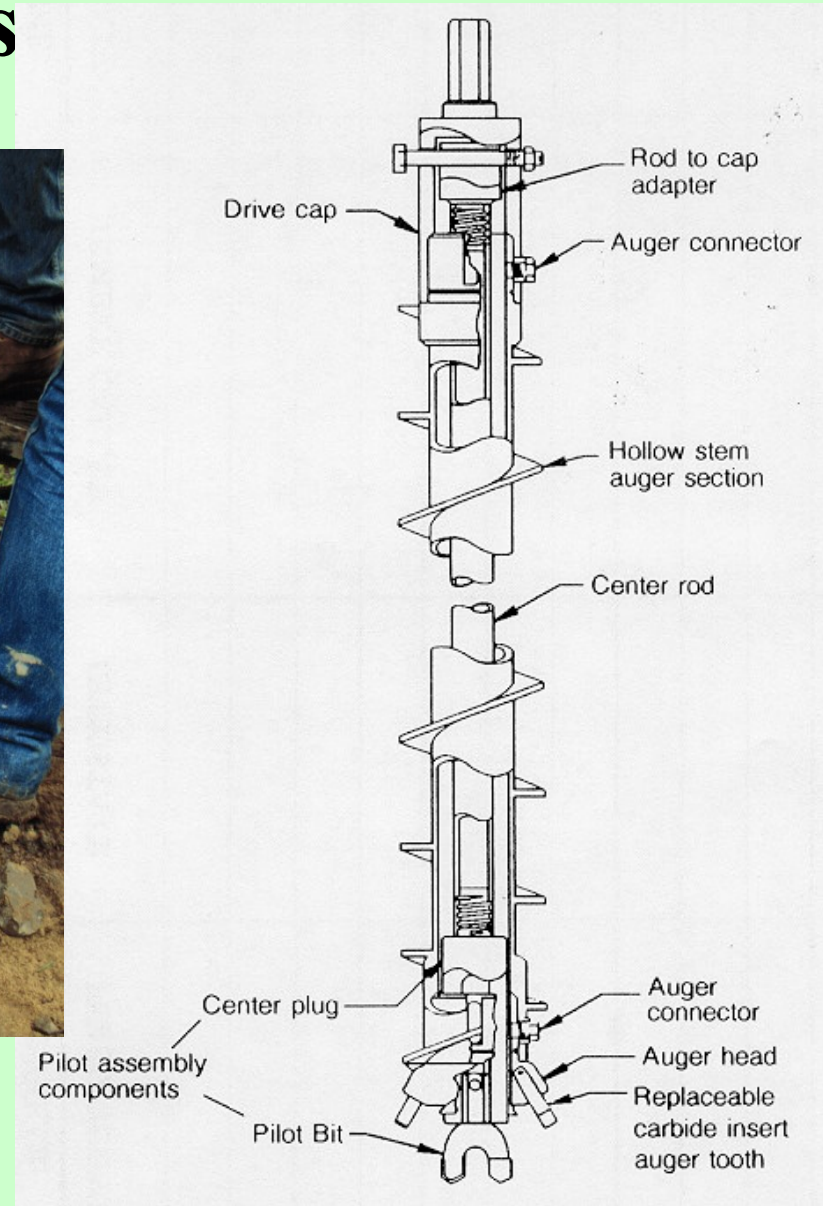 s
Rod to cap
adapter
Drive cap
Auger connector
Hollow stem
auger section
Center rod
Center plug
Pilot assembly
components
Pilot Bit
Auger
connector
Auger head
Replaceable
carbide insert
auger tooth